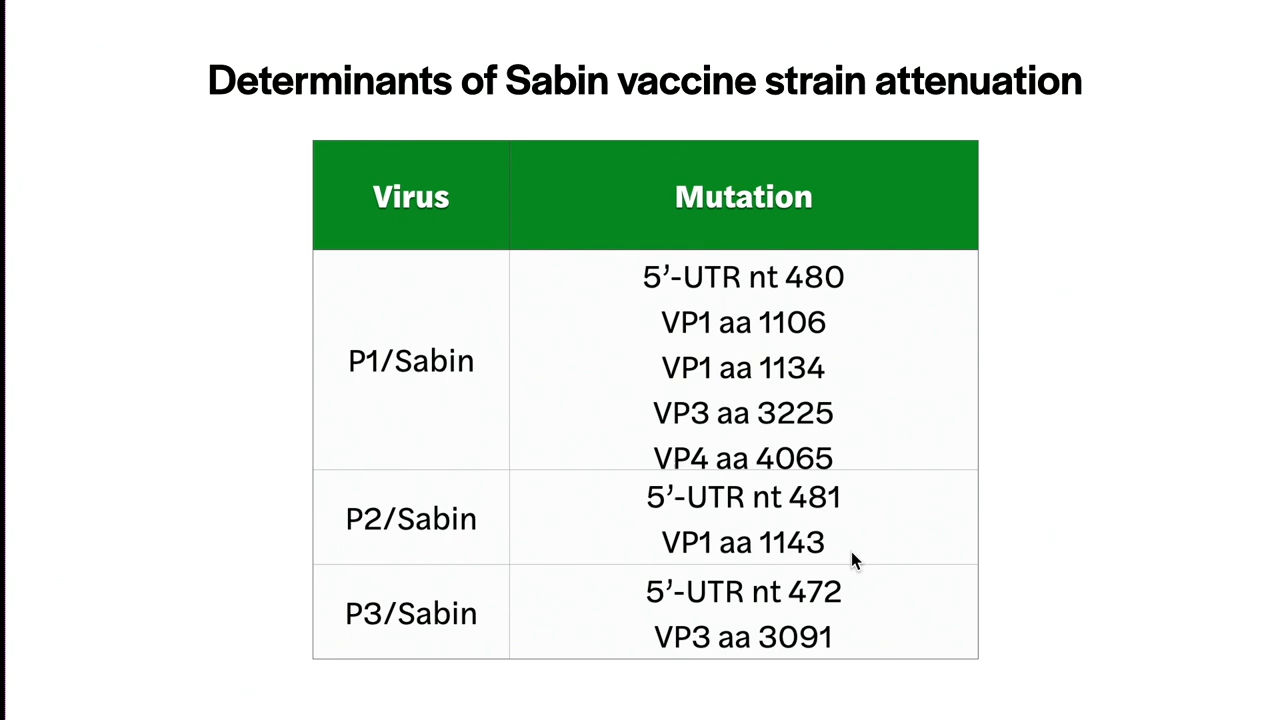 Determinants of Sabin vaccine strain attenuation
Virus
Mutation
P1/Sabin
5’-UTR nt 480
VP1 aa 1106
VP1 aa 1134
VP3 aa 3225
VP4 aa 4065
P2/Sabin
5’-UTR nt 481
VP1 aa 1143
P3/Sabin
5’-UTR nt 472
VP3 aa 3091